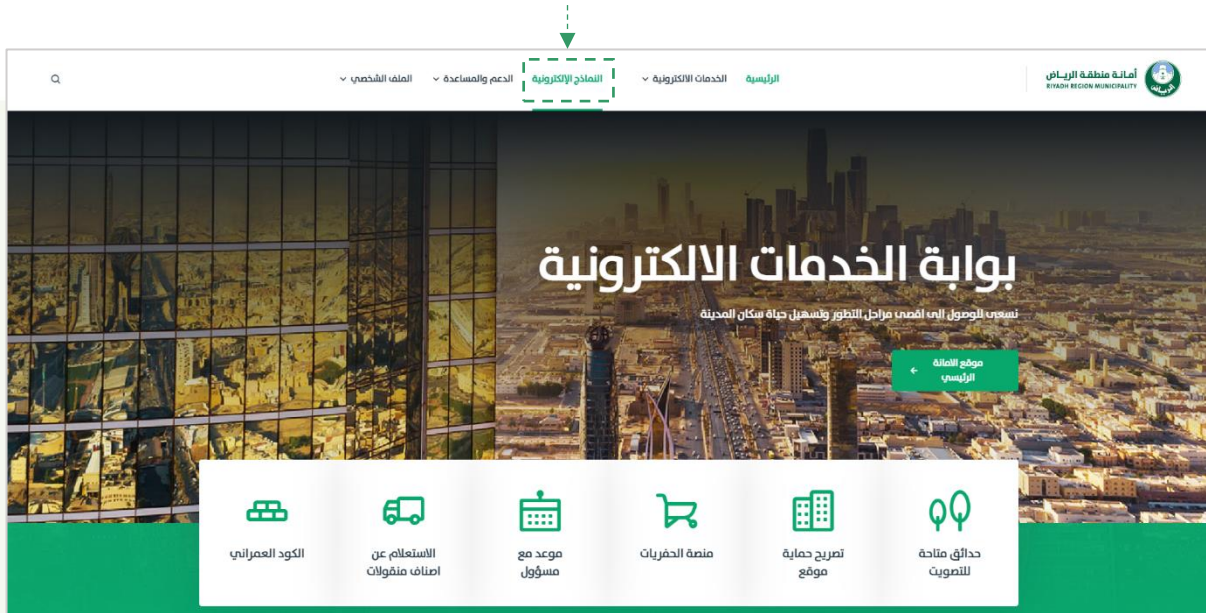 أمانة منطقة الرياض
RIYADH REGION MUNICIPALITY
الرئيسية
الخدمات الالكترونية
النماذج الإلكترونية
الدعم والمساعدة
الملف الشخصي
بوابة الخدمات الالكترونية
نسعى للوصول الى اقصى مراحل التطور وتسهيل حياة سكان المدينة
موقع الامانة
الرئيسي
حدائق متاحة
للتصويت
تصريح حماية
موقع
منصة الحفريات
موعد مع
مسؤول
الاستعلام عن
اصناف منقولات
الكود العمراني